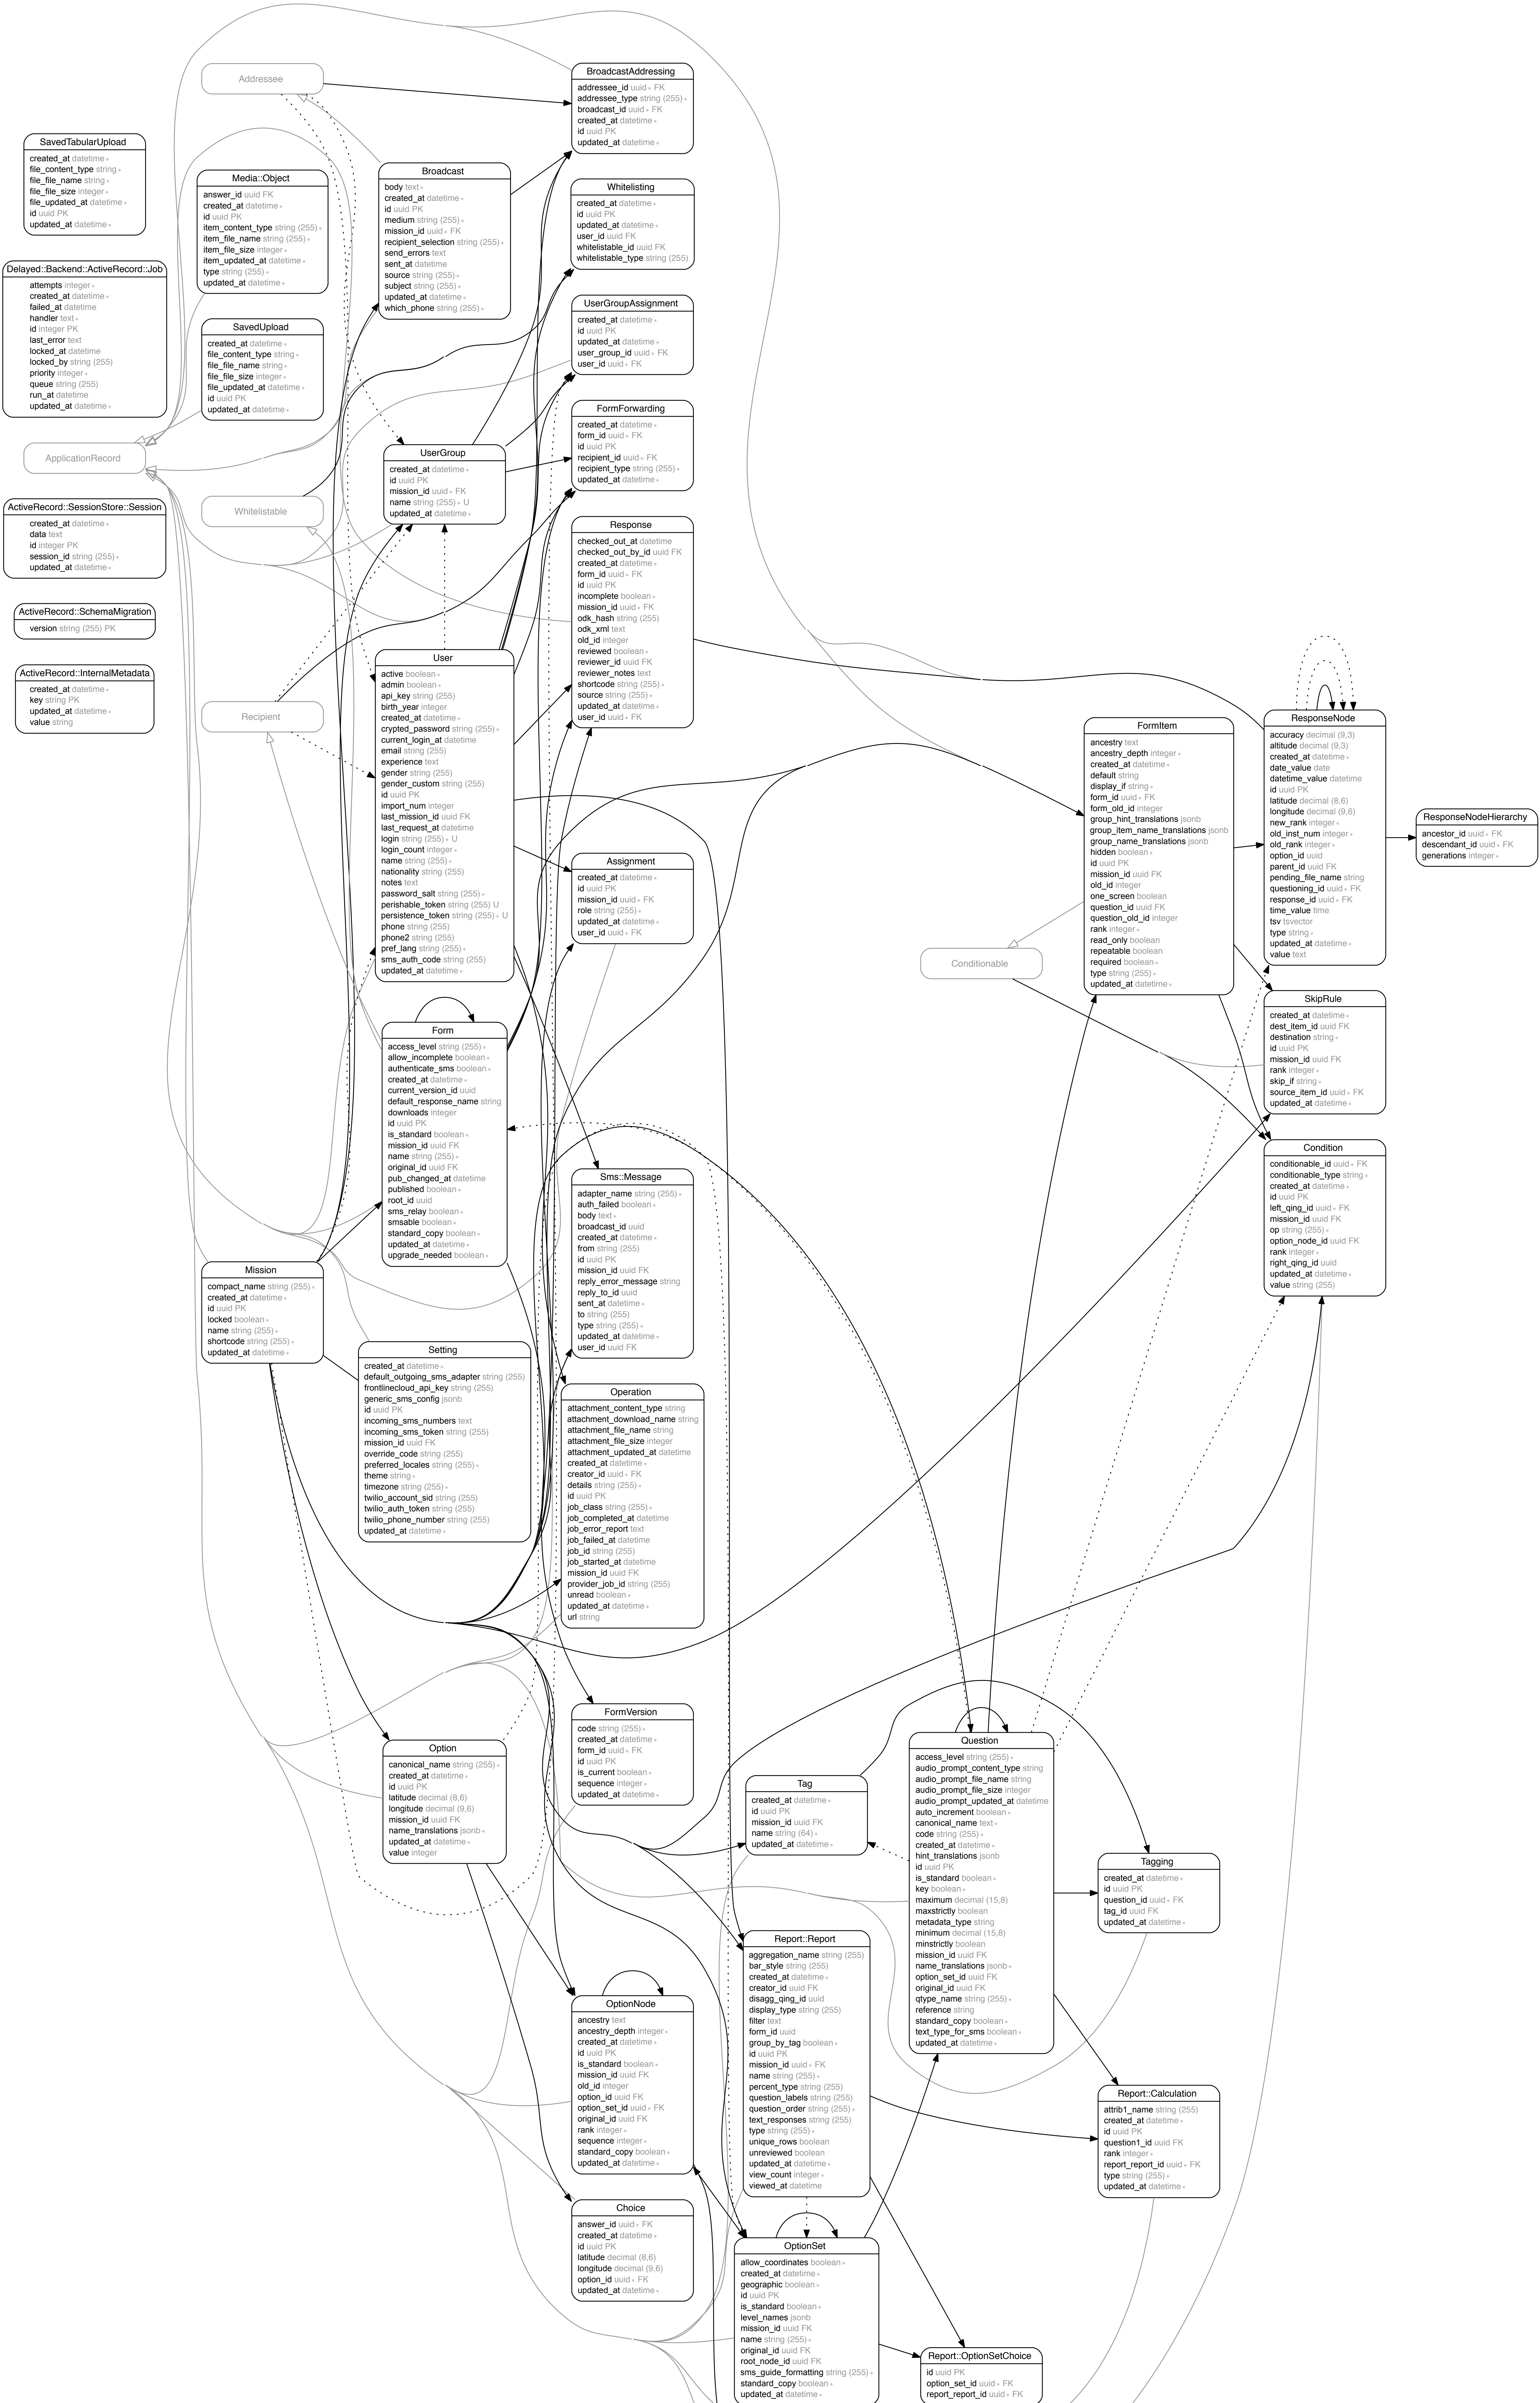 Addressee
BroadcastAddressing
addressee_id uuid ∗ FK
addressee_type string (255) ∗
broadcast_id uuid ∗ FK
created_at datetime ∗
id uuid PK
updated_at datetime ∗
SavedTabularUpload
created_at datetime ∗
file_content_type string ∗
file_file_name string ∗
file_file_size integer ∗
file_updated_at datetime ∗
id uuid PK
updated_at datetime ∗
Media::Object
answer_id uuid FK
created_at datetime ∗
id uuid PK
item_content_type string (255) ∗
item_file_name string (255) ∗
item_file_size integer ∗
item_updated_at datetime ∗
type string (255) ∗
updated_at datetime ∗
Broadcast
body text ∗
created_at datetime ∗
id uuid PK
medium string (255) ∗
mission_id uuid ∗ FK
recipient_selection string (255) ∗
send_errors text
sent_at datetime
source string (255) ∗
subject string (255) ∗
updated_at datetime ∗
which_phone string (255) ∗
Whitelisting
created_at datetime ∗
id uuid PK
updated_at datetime ∗
user_id uuid FK
whitelistable_id uuid FK
whitelistable_type string (255)
Delayed::Backend::ActiveRecord::Job
attempts integer ∗
created_at datetime ∗
failed_at datetime
handler text ∗
id integer PK
last_error text
locked_at datetime
locked_by string (255)
priority integer ∗
queue string (255)
run_at datetime
updated_at datetime ∗
SavedUpload
created_at datetime ∗
file_content_type string ∗
file_file_name string ∗
file_file_size integer ∗
file_updated_at datetime ∗
id uuid PK
updated_at datetime ∗
UserGroupAssignment
created_at datetime ∗
id uuid PK
updated_at datetime ∗
user_group_id uuid ∗ FK
user_id uuid ∗ FK
ApplicationRecord
UserGroup
created_at datetime ∗
id uuid PK
mission_id uuid ∗ FK
name string (255) ∗ U
updated_at datetime ∗
FormForwarding
created_at datetime ∗
form_id uuid ∗ FK
id uuid PK
recipient_id uuid ∗ FK
recipient_type string (255) ∗
updated_at datetime ∗
ActiveRecord::SessionStore::Session
created_at datetime ∗
data text
id integer PK
session_id string (255) ∗
updated_at datetime ∗
Whitelistable
Response
checked_out_at datetime
checked_out_by_id uuid FK
created_at datetime ∗
form_id uuid ∗ FK
id uuid PK
incomplete boolean ∗
mission_id uuid ∗ FK
odk_hash string (255)
odk_xml text
old_id integer
reviewed boolean ∗
reviewer_id uuid FK
reviewer_notes text
shortcode string (255) ∗
source string (255) ∗
updated_at datetime ∗
user_id uuid ∗ FK
ActiveRecord::SchemaMigration
version string (255) PK
ActiveRecord::InternalMetadata
created_at datetime ∗
key string PK
updated_at datetime ∗
value string
Recipient
User
active boolean ∗
admin boolean ∗
api_key string (255)
birth_year integer
created_at datetime ∗
crypted_password string (255) ∗
current_login_at datetime
email string (255)
experience text
gender string (255)
gender_custom string (255)
id uuid PK
import_num integer
last_mission_id uuid FK
last_request_at datetime
login string (255) ∗ U
login_count integer ∗
name string (255) ∗
nationality string (255)
notes text
password_salt string (255) ∗
perishable_token string (255) U
persistence_token string (255) ∗ U
phone string (255)
phone2 string (255)
pref_lang string (255) ∗
sms_auth_code string (255)
updated_at datetime ∗
FormItem
ancestry text
ancestry_depth integer ∗
created_at datetime ∗
default string
display_if string ∗
form_id uuid ∗ FK
form_old_id integer
group_hint_translations jsonb
group_item_name_translations jsonb
group_name_translations jsonb
hidden boolean ∗
id uuid PK
mission_id uuid FK
old_id integer
one_screen boolean
question_id uuid FK
question_old_id integer
rank integer ∗
read_only boolean
repeatable boolean
required boolean ∗
type string (255) ∗
updated_at datetime ∗
ResponseNode
accuracy decimal (9,3)
altitude decimal (9,3)
created_at datetime ∗
date_value date
datetime_value datetime
id uuid PK
latitude decimal (8,6)
longitude decimal (9,6)
new_rank integer ∗
old_inst_num integer ∗
old_rank integer ∗
option_id uuid
parent_id uuid FK
pending_file_name string
questioning_id uuid ∗ FK
response_id uuid ∗ FK
time_value time
tsv tsvector
type string ∗
updated_at datetime ∗
value text
ResponseNodeHierarchy
ancestor_id uuid ∗ FK
descendant_id uuid ∗ FK
generations integer ∗
Assignment
created_at datetime ∗
id uuid PK
mission_id uuid ∗ FK
role string (255) ∗
updated_at datetime ∗
user_id uuid ∗ FK
Conditionable
SkipRule
created_at datetime ∗
dest_item_id uuid FK
destination string ∗
id uuid PK
mission_id uuid FK
rank integer ∗
skip_if string ∗
source_item_id uuid ∗ FK
updated_at datetime ∗
Form
access_level string (255) ∗
allow_incomplete boolean ∗
authenticate_sms boolean ∗
created_at datetime ∗
current_version_id uuid
default_response_name string
downloads integer
id uuid PK
is_standard boolean ∗
mission_id uuid FK
name string (255) ∗
original_id uuid FK
pub_changed_at datetime
published boolean ∗
root_id uuid
sms_relay boolean ∗
smsable boolean ∗
standard_copy boolean ∗
updated_at datetime ∗
upgrade_needed boolean ∗
Condition
conditionable_id uuid ∗ FK
conditionable_type string ∗
created_at datetime ∗
id uuid PK
left_qing_id uuid ∗ FK
mission_id uuid FK
op string (255) ∗
option_node_id uuid FK
rank integer ∗
right_qing_id uuid
updated_at datetime ∗
value string (255)
Sms::Message
adapter_name string (255) ∗
auth_failed boolean ∗
body text ∗
broadcast_id uuid
created_at datetime ∗
from string (255)
id uuid PK
mission_id uuid FK
reply_error_message string
reply_to_id uuid
sent_at datetime ∗
to string (255)
type string (255) ∗
updated_at datetime ∗
user_id uuid FK
Mission
compact_name string (255) ∗
created_at datetime ∗
id uuid PK
locked boolean ∗
name string (255) ∗
shortcode string (255) ∗
updated_at datetime ∗
Setting
created_at datetime ∗
default_outgoing_sms_adapter string (255)
frontlinecloud_api_key string (255)
generic_sms_config jsonb
id uuid PK
incoming_sms_numbers text
incoming_sms_token string (255)
mission_id uuid FK
override_code string (255)
preferred_locales string (255) ∗
theme string ∗
timezone string (255) ∗
twilio_account_sid string (255)
twilio_auth_token string (255)
twilio_phone_number string (255)
updated_at datetime ∗
Operation
attachment_content_type string
attachment_download_name string
attachment_file_name string
attachment_file_size integer
attachment_updated_at datetime
created_at datetime ∗
creator_id uuid ∗ FK
details string (255) ∗
id uuid PK
job_class string (255) ∗
job_completed_at datetime
job_error_report text
job_failed_at datetime
job_id string (255)
job_started_at datetime
mission_id uuid FK
provider_job_id string (255)
unread boolean ∗
updated_at datetime ∗
url string
FormVersion
code string (255) ∗
created_at datetime ∗
form_id uuid ∗ FK
id uuid PK
is_current boolean ∗
sequence integer ∗
updated_at datetime ∗
Option
canonical_name string (255) ∗
created_at datetime ∗
id uuid PK
latitude decimal (8,6)
longitude decimal (9,6)
mission_id uuid FK
name_translations jsonb ∗
updated_at datetime ∗
value integer
Tag
created_at datetime ∗
id uuid PK
mission_id uuid FK
name string (64) ∗
updated_at datetime ∗
Question
access_level string (255) ∗
audio_prompt_content_type string
audio_prompt_file_name string
audio_prompt_file_size integer
audio_prompt_updated_at datetime
auto_increment boolean ∗
canonical_name text ∗
code string (255) ∗
created_at datetime ∗
hint_translations jsonb
id uuid PK
is_standard boolean ∗
key boolean ∗
maximum decimal (15,8)
maxstrictly boolean
metadata_type string
minimum decimal (15,8)
minstrictly boolean
mission_id uuid FK
name_translations jsonb ∗
option_set_id uuid FK
original_id uuid FK
qtype_name string (255) ∗
reference string
standard_copy boolean ∗
text_type_for_sms boolean ∗
updated_at datetime ∗
Tagging
created_at datetime ∗
id uuid PK
question_id uuid ∗ FK
tag_id uuid FK
updated_at datetime ∗
Report::Report
aggregation_name string (255)
bar_style string (255)
created_at datetime ∗
creator_id uuid FK
disagg_qing_id uuid
display_type string (255)
filter text
form_id uuid
group_by_tag boolean ∗
id uuid PK
mission_id uuid ∗ FK
name string (255) ∗
percent_type string (255)
question_labels string (255)
question_order string (255) ∗
text_responses string (255)
type string (255) ∗
unique_rows boolean
unreviewed boolean
updated_at datetime ∗
view_count integer ∗
viewed_at datetime
OptionNode
ancestry text
ancestry_depth integer ∗
created_at datetime ∗
id uuid PK
is_standard boolean ∗
mission_id uuid FK
old_id integer
option_id uuid FK
option_set_id uuid ∗ FK
original_id uuid FK
rank integer ∗
sequence integer ∗
standard_copy boolean ∗
updated_at datetime ∗
Report::Calculation
attrib1_name string (255)
created_at datetime ∗
id uuid PK
question1_id uuid FK
rank integer ∗
report_report_id uuid ∗ FK
type string (255) ∗
updated_at datetime ∗
Choice
answer_id uuid ∗ FK
created_at datetime ∗
id uuid PK
latitude decimal (8,6)
longitude decimal (9,6)
option_id uuid ∗ FK
updated_at datetime ∗
OptionSet
allow_coordinates boolean ∗
created_at datetime ∗
geographic boolean ∗
id uuid PK
is_standard boolean ∗
level_names jsonb
mission_id uuid FK
name string (255) ∗
original_id uuid FK
root_node_id uuid FK
sms_guide_formatting string (255) ∗
standard_copy boolean ∗
updated_at datetime ∗
Report::OptionSetChoice
id uuid PK
option_set_id uuid ∗ FK
report_report_id uuid ∗ FK